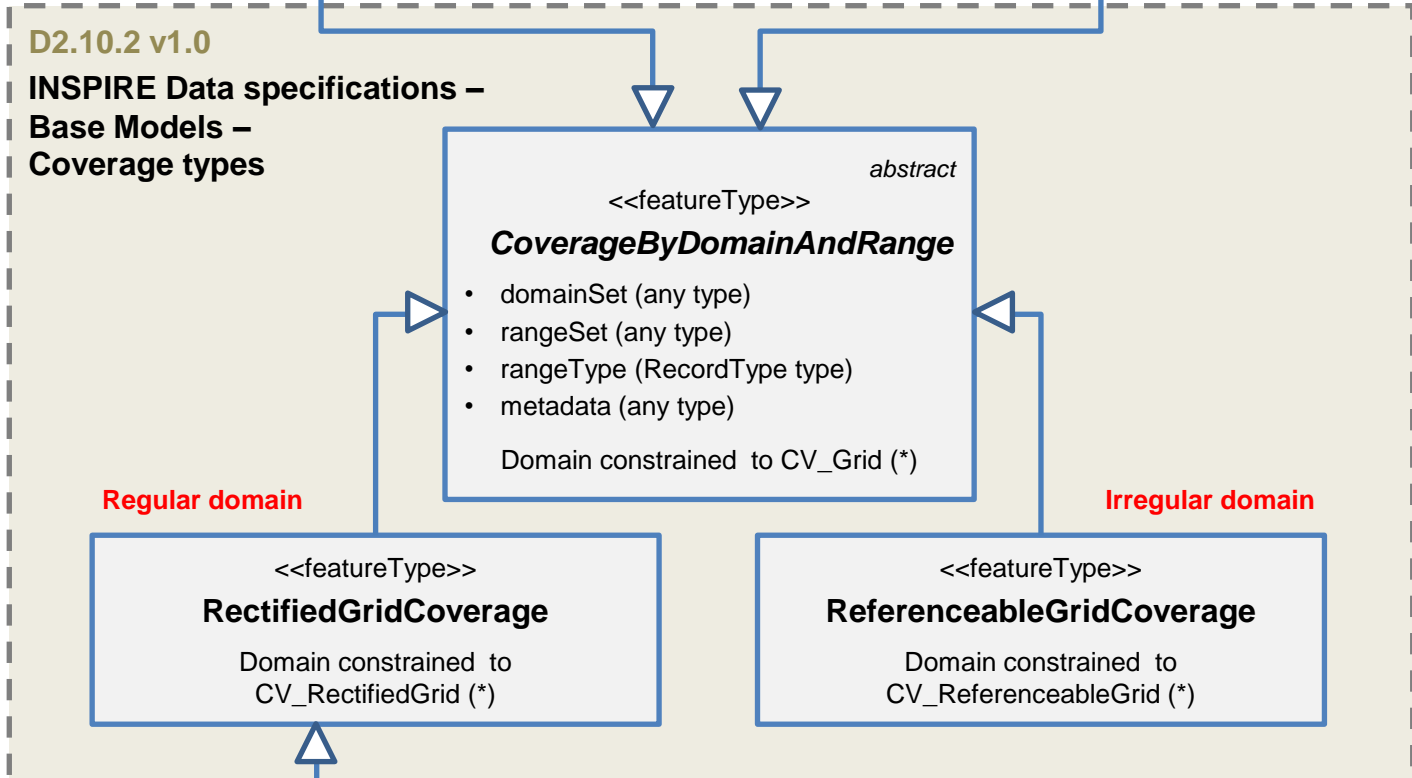 D2.10.2 v1.0
INSPIRE Data specifications –
Base Models –
Coverage types
abstract
<<featureType>>
CoverageByDomainAndRange
• domainSet (any type)
• rangeSet (any type)
• rangeType (RecordType type)
• metadata (any type)
Domain constrained to CV_Grid (*)
Regular domain
Irregular domain
<<featureType>>
RectifiedGridCoverage
Domain constrained to
CV_RectifiedGrid (*)
<<featureType>>
ReferenceableGridCoverage
Domain constrained to
CV_ReferenceableGrid (*)